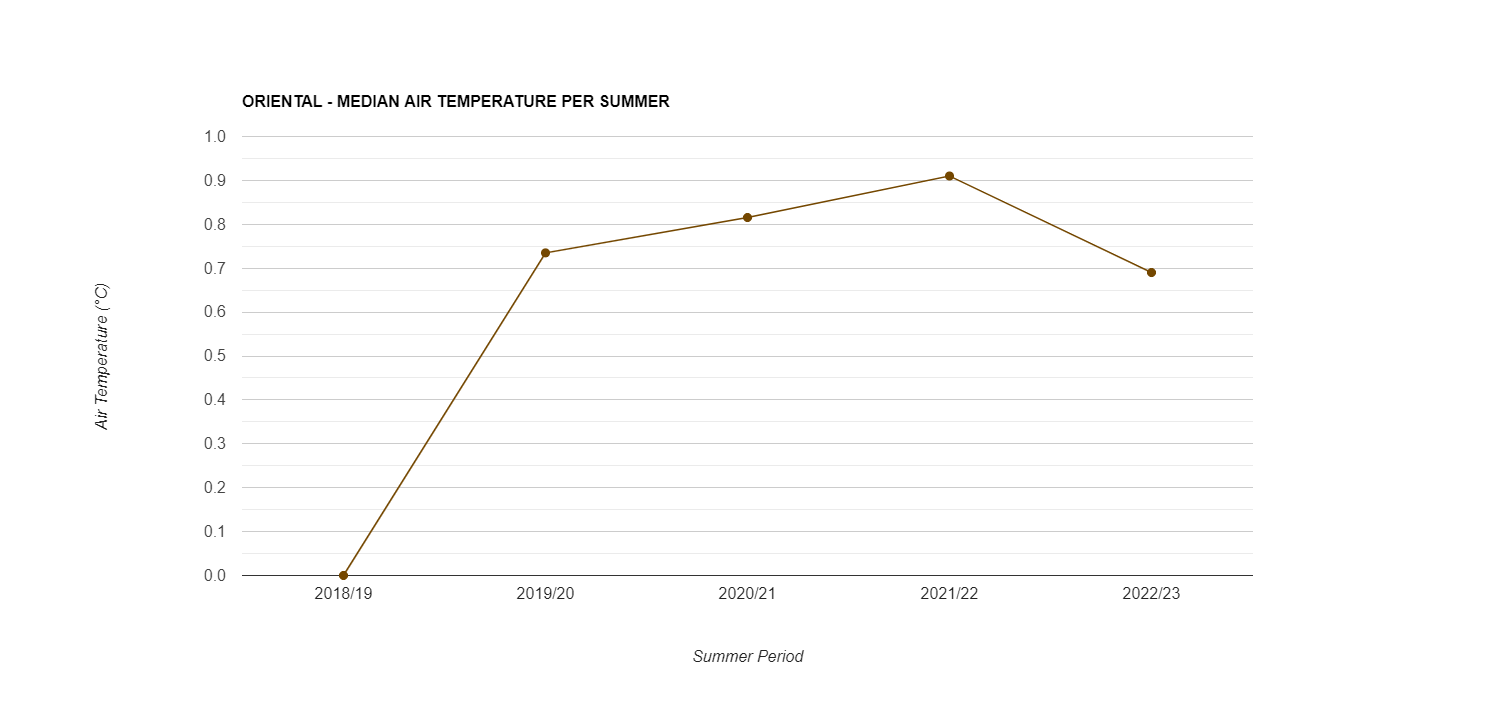 ORIENTAL - MEDIAN AIR TEMPERATURE PER SUMMER
1.0
0.9
0.8
0.7
0.6
0.5
0.4
0.3
0.2
0.1
0.0
Air Temperature (°C)
2018/19 2019/20 2020/21 2021/22 2022/23
Summer Period